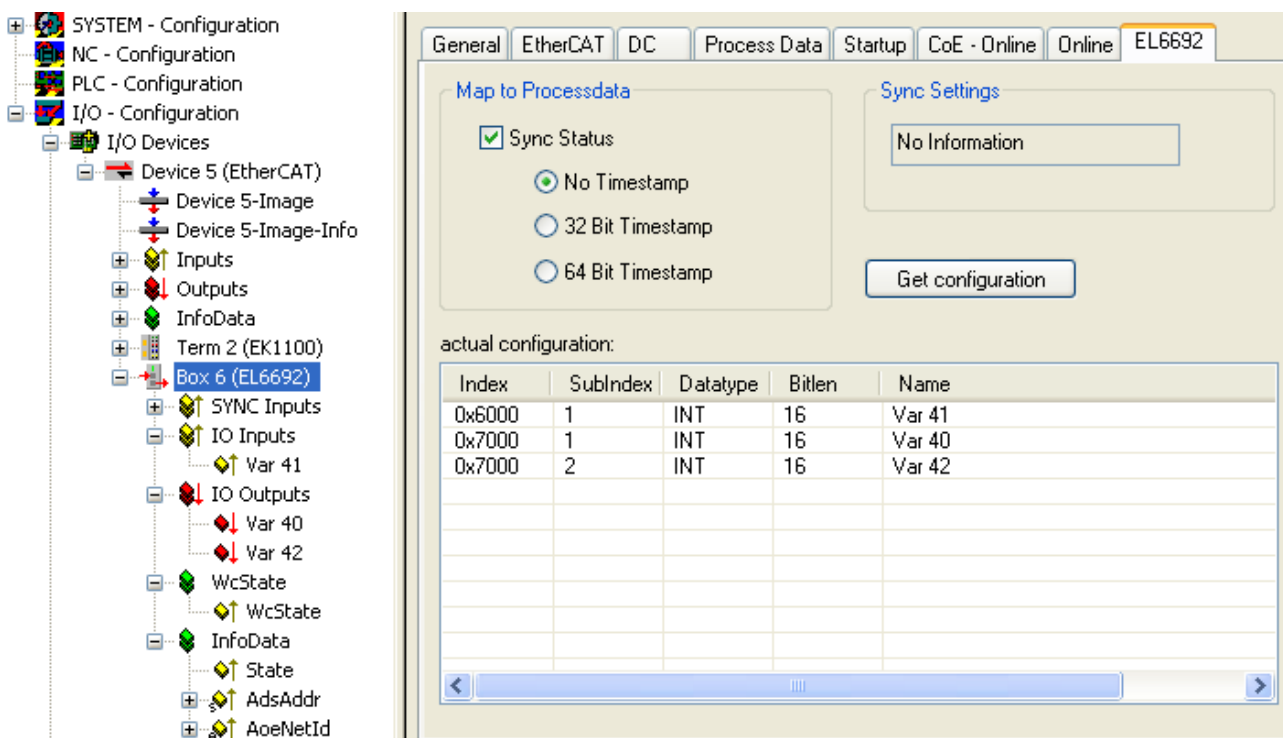 SYSTEM - Configuration
NC - Configuration
PLC - Configuration
I/O - Configuration
I/O Devices
Device 5 (EtherCAT)
Device 5-Image
Device 5-Image-Info
Inputs
Outputs
InfoData
Term 2 (EK1100)
Box 6 (EL6692)
SYNC Inputs
IO Inputs
Var 41
IO Outputs
Var 40
Var 42
WcState
WcState
InfoData
State
AdsAddr
AoeNetId
General EtherCAT DC Process Data Startup CoE - Online Online EL6692
Map to Processdata
Sync Status
No Timestamp
32 Bit Timestamp
64 Bit Timestamp
Sync Settings
No Information
Get configuration
actual configuration:
Index SubIndex Datatype Bitlen Name
0x6000 1 INT 16 Var 41
0x7000 1 INT 16 Var 40
0x7000 2 INT 16 Var 42